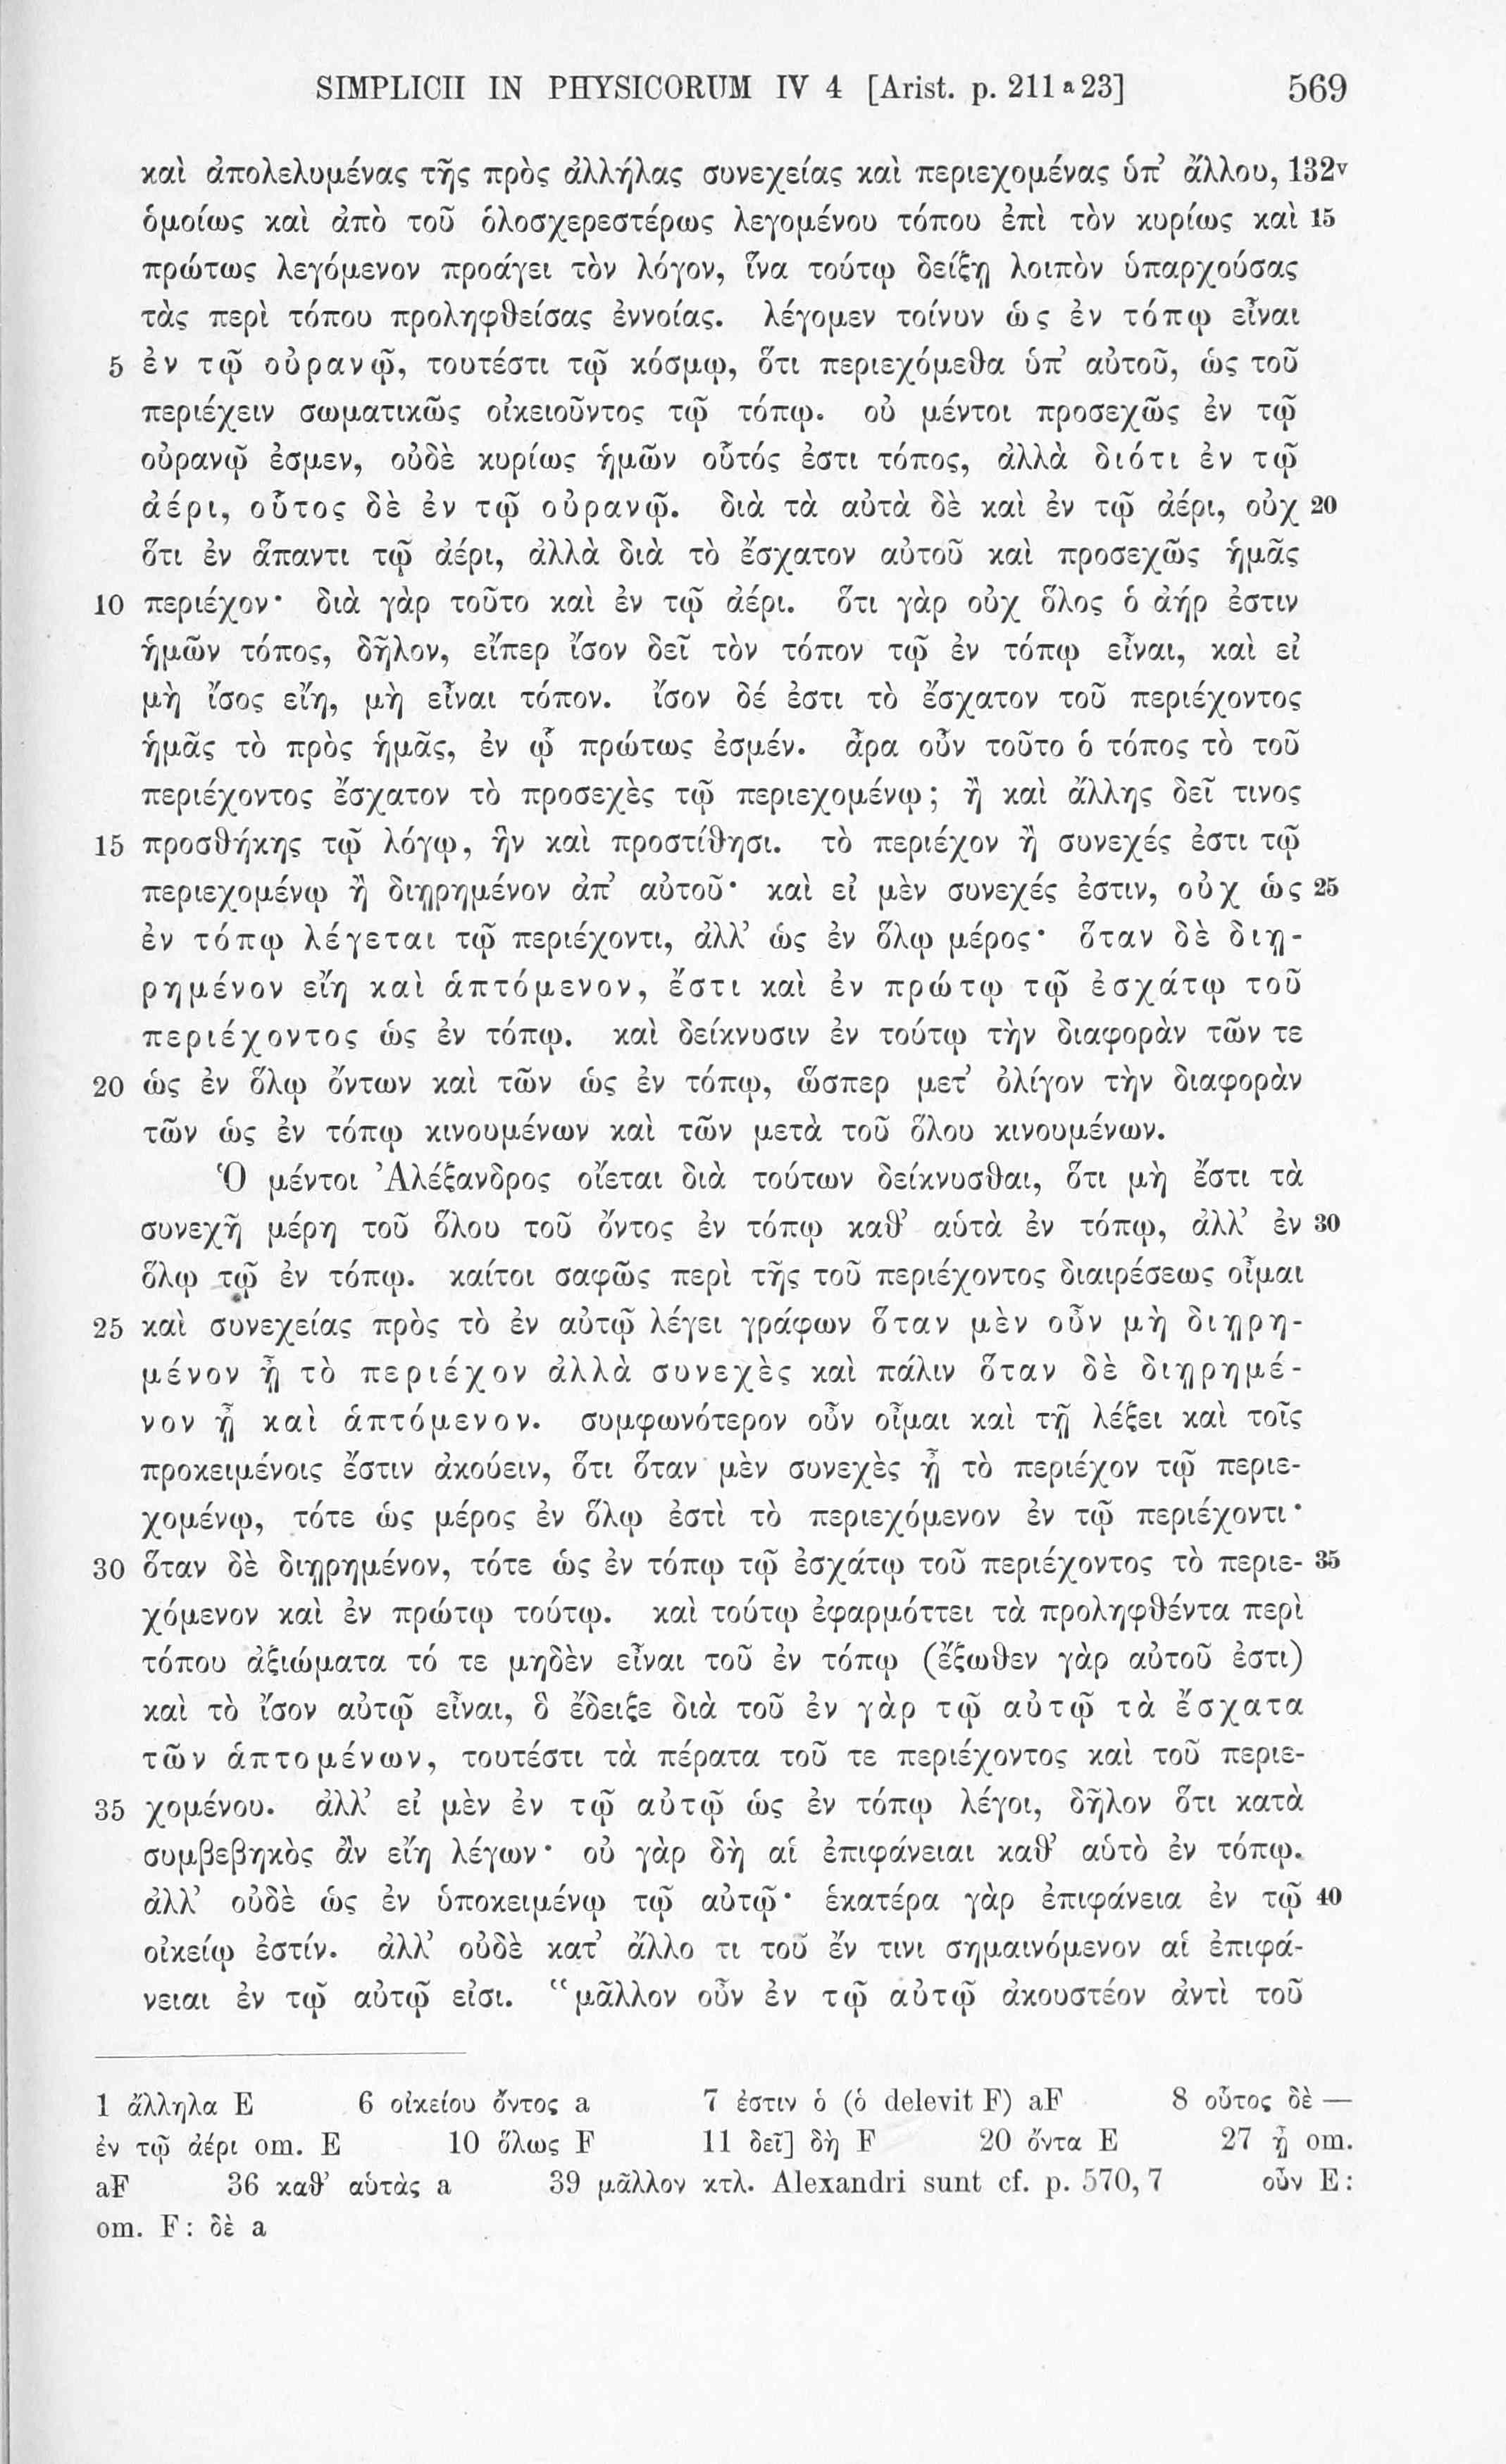 SIMPLICII IN PHYSICORUM IV 4 [Arist. p. 211 a 23] 569
καὶ ἀπολελυμένας τῆς πρὸς ἀλλήλας συνεχείας καὶ περιεχομένας ὑπ’ ἄλλου, 132v
ὁμοίως καὶ ἀπὸ τοῦ ὁλοσχερεστέρως λεγομένου τόπου ἐπὶ τὸν κυρίως καὶ 15
πρώτως λεγόμενον προάγει τὸν λόγον, ἵνα τούτῳ δείξῃ λοιπὸν ὑπαρχούσας
τὰς περὶ τόπου προληφθείσας ἐννοίας. λέγομεν τοίνυν ὡς ἐν τόπῳ εἶναι
5 ἐν τῷ οὐρανῷ, τουτέστι τῷ κόσμῳ, ὅτι περιεχόμεθα ὑπ’ αὐτοῦ, ὡς τοῦ
περιέχειν σωματικῶς οἰκειοῦντος τῷ τόπῳ. οὐ μέντοι προσεχῶς ἐν τῷ
οὐρανῷ ἐσμεν, οὐδὲ κυρίως ἡμῶν οὗτός ἐστι τόπος, ἀλλὰ διότι ἐν τῷ
ἀέρι, οὗτος δὲ ἐν τῷ οὐρανῷ. διὰ τὰ αὐτὰ δὲ καὶ ἐν τῷ ἀέρι, οὐχ 20
ὅτι ἐν ἅπαντι τῷ ἀέρι, ἀλλὰ διὰ τὸ ἔσχατον αὐτοῦ καὶ προσεχῶς ἡμᾶς
10 περιέχον· διὰ γὰρ τοῦτο καὶ ἐν τῷ ἀέρι. ὅτι γὰρ οὐχ ὅλος ὁ ἀήρ ἐστιν
ἡμῶν τόπος, δῆλον, εἴπερ ἴσον δεῖ τὸν τόπον τῷ ἐν τόπῳ εἶναι, καὶ εἰ
μὴ ἴσος εἴη, μὴ εἶναι τόπον. ἴσον δέ ἐστι τὸ ἔσχατον τοῦ περιέχοντος
ἡμᾶς τὸ πρὸς ἡμᾶς, ἐν ᾧ πρώτως ἐσμέν. ἆρα οὖν τοῦτο ὁ τόπος τὸ τοῦ
περιέχοντος ἔσχατον τὸ προσεχὲς τῷ περιεχομένῳ; ἢ καὶ ἄλλης δεῖ τινος
15 προσθήκης τῷ λόγῳ, ἣν καὶ προστίθησι. τὸ περιέχον ἢ συνεχές ἐστι τῷ
περιεχομένῳ ἢ διῃρημένον ἀπ’ αὐτοῦ· καὶ εἰ μὲν συνεχές ἐστιν, οὐχ ὡς 25
ἐν τόπῳ λέγεται τῷ περιέχοντι, ἀλλ’ ὡς ἐν ὅλῳ μέρος· ὅταν δὲ διῃ-
ρημένον εἴη καὶ ἁπτόμενον, ἔστι καὶ ἐν πρώτῳ τῷ ἐσχάτῳ τοῦ
περιέχοντος ὡς ἐν τόπῳ. καὶ δείκνυσιν ἐν τούτῳ τὴν διαφορὰν τῶν τε
20 ὡς ἐν ὅλῳ ὄντων καὶ τῶν ὡς ἐν τόπῳ, ὥσπερ μετ’ ὀλίγον τὴν διαφορὰν
τῶν ὡς ἐν τόπῳ κινουμένων καὶ τῶν μετὰ τοῦ ὅλου κινουμένων.
Ὁ μέντοι Ἀλέξανδρος οἴεται διὰ τούτων δείκνυσθαι, ὅτι μὴ ἔστι τὰ
συνεχῆ μέρη τοῦ ὅλου τοῦ ὄντος ἐν τόπῳ καθ’ αὑτὰ ἐν τόπῳ, ἀλλ’ ἐν 30
ὅλῳ τῷ ἐν τόπῳ. καίτοι σαφῶς περὶ τῆς τοῦ περιέχοντος διαιρέσεως οἶμαι
25 καὶ συνεχείας πρὸς τὸ ἐν αὐτῷ λέγει γράφων ὅταν μὲν οὖν μὴ διῃρη-
μένον ᾖ τὸ περιέχον ἀλλὰ συνεχὲς καὶ πάλιν ὅταν δὲ διῃρημέ-
νον ᾖ καὶ ἁπτόμενον. συμφωνότερον οὖν οἶμαι καὶ τῇ λέξει καὶ τοῖς
προκειμένοις ἔστιν ἀκούειν, ὅτι ὅταν μὲν συνεχὲς ᾖ τὸ περιέχον τῷ περιε-
χομένῳ, τότε ὡς μέρος ἐν ὅλῳ ἐστὶ τὸ περιεχόμενον ἐν τῷ περιέχοντι·
30 ὅταν δὲ διῃρημένον, τότε ὡς ἐν τόπῳ τῷ ἐσχάτῳ τοῦ περιέχοντος τὸ περιε- 35
χόμενον καὶ ἐν πρώτῳ τούτῳ. καὶ τούτῳ ἐφαρμόττει τὰ προληφθέντα περὶ
τόπου ἀξιώματα τό τε μηδὲν εἶναι τοῦ ἐν τόπῳ (ἔξωθεν γὰρ αὐτοῦ ἐστι)
καὶ τὸ ἴσον αὐτῷ εἶναι, ὃ ἔδειξε διὰ τοῦ ἐν γὰρ τῷ αὐτῷ τὰ ἔσχατα
τῶν ἁπτομένων, τουτέστι τὰ πέρατα τοῦ τε περιέχοντος καὶ τοῦ περιε-
35 χομένου. ἀλλ’ εἰ μὲν ἐν τῷ αὐτῷ ὡς ἐν τόπῳ λέγοι, δῆλον ὅτι κατὰ
συμβεβηκὸς ἂν εἴη λέγων· οὐ γὰρ δὴ αἱ ἐπιφάνειαι καθ’ αὑτὸ ἐν τόπῳ.
ἀλλ’ οὐδὲ ὡς ἐν ὑποκειμένῳ τῷ αὐτῷ· ἑκατέρα γὰρ ἐπιφάνεια ἐν τῷ 40
οἰκείῳ ἐστίν. ἀλλ’ οὐδὲ κατ’ ἄλλο τι τοῦ ἔν τινι σημαινόμενον αἱ ἐπιφά-
νειαι ἐν τῷ αὐτῷ εἰσι. “μᾶλλον οὖν ἐν τῷ αὐτῷ ἀκουστέον ἀντὶ τοῦ
1 ἄλληλα E 6 οἰκείου ὄντος a 7 ἐστιν ὁ (ὁ delevit F) aF 8 οὗτος δὲ —
ἐν τῷ ἀέρι om. E 10 ὅλως F 11 δεῖ] δὴ F 20 ὄντα E 27 ᾖ om.
aF 36 καθ’ αὑτὰς a 39 μᾶλλον κτλ. Alexandri sunt cf. p. 570, 7 οὖν E:
om. F: δὲ a